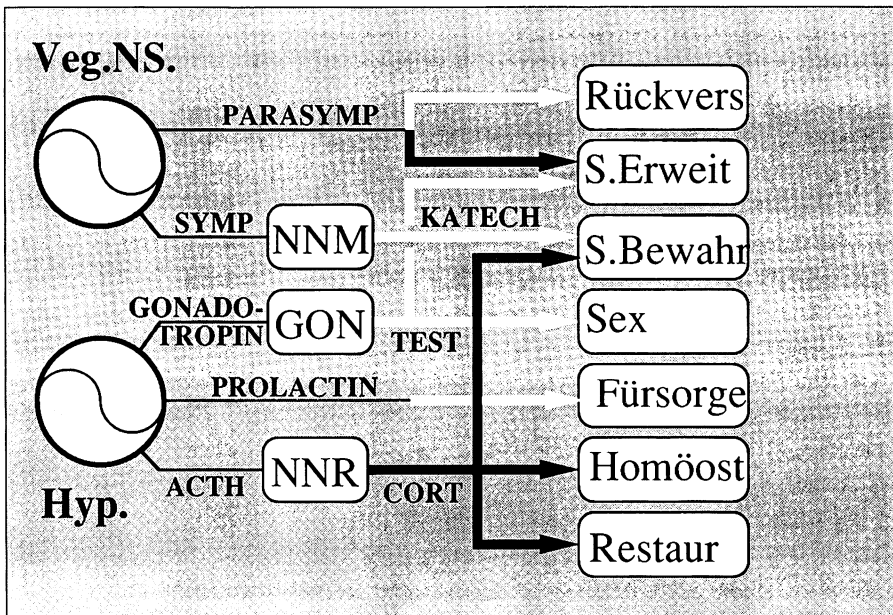 Veg.NS.
PARASYMP
SYMP
NNM
KATECH
GONADO-
TROPIN
GON
TEST
PROLACTIN
ACTH
NNR
CORT
Hyp.
Rückvers
S.Erweit
S.Bewahr
Sex
Fürsorge
Homöost
Restaur